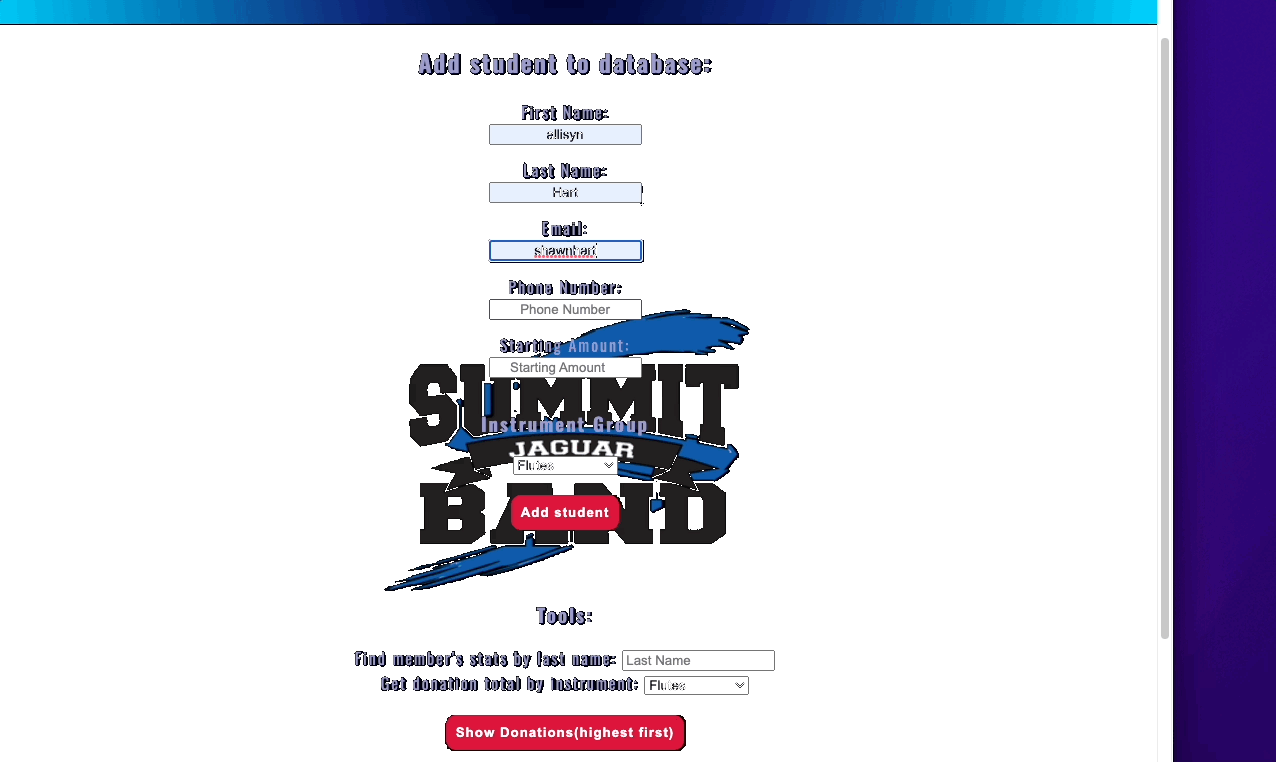 Add student to database:
First Name:
allisyn
Last Name:
Hart
Email:
shawnhart
Phone Number:
Phone Number
Starting Amount:
Starting Amount
SUMMIT
Instrument Group
JAGUAR
Flutes
BAND
Add student
Tools:
Find member's stats by last name: Last Name
Get donation total by instrument: Flutes
Show Donations(highest first)